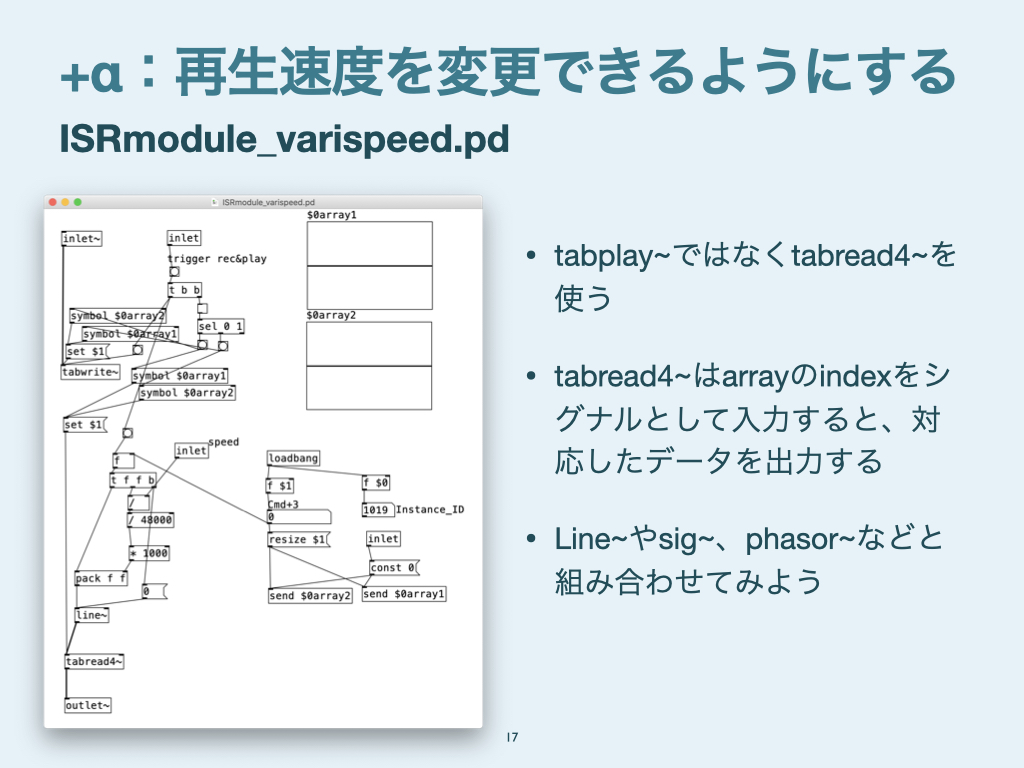 +α：再生速度を変更できるようにする
ISRmodule_varispeed.pd
ISRmodule_varispeed.pd
$0array1
inlet~
inlet
trigger rec&play
t b b
symbol $0array2
sel 0 1
symbol $0array1
set $1
tabwrite~
symbol $0array1
symbol $0array2
set $1
$0array2
speed
inlet
f
t f f b
/
/ 48000
* 1000
pack f f
0
line~
tabread4~
outlet~
loadbang
f $1
f $0
Cmd+3
0
1019
Instance_ID
resize $1
inlet
const 0
send $0array2
send $0array1
• tabplay~ではなくtabread4~を
使う
• tabread4~はarrayのindexをシ
グナルとして入力すると、対
応したデータを出力する
• Line~やsig~、phasor~などと
組み合わせてみよう
17